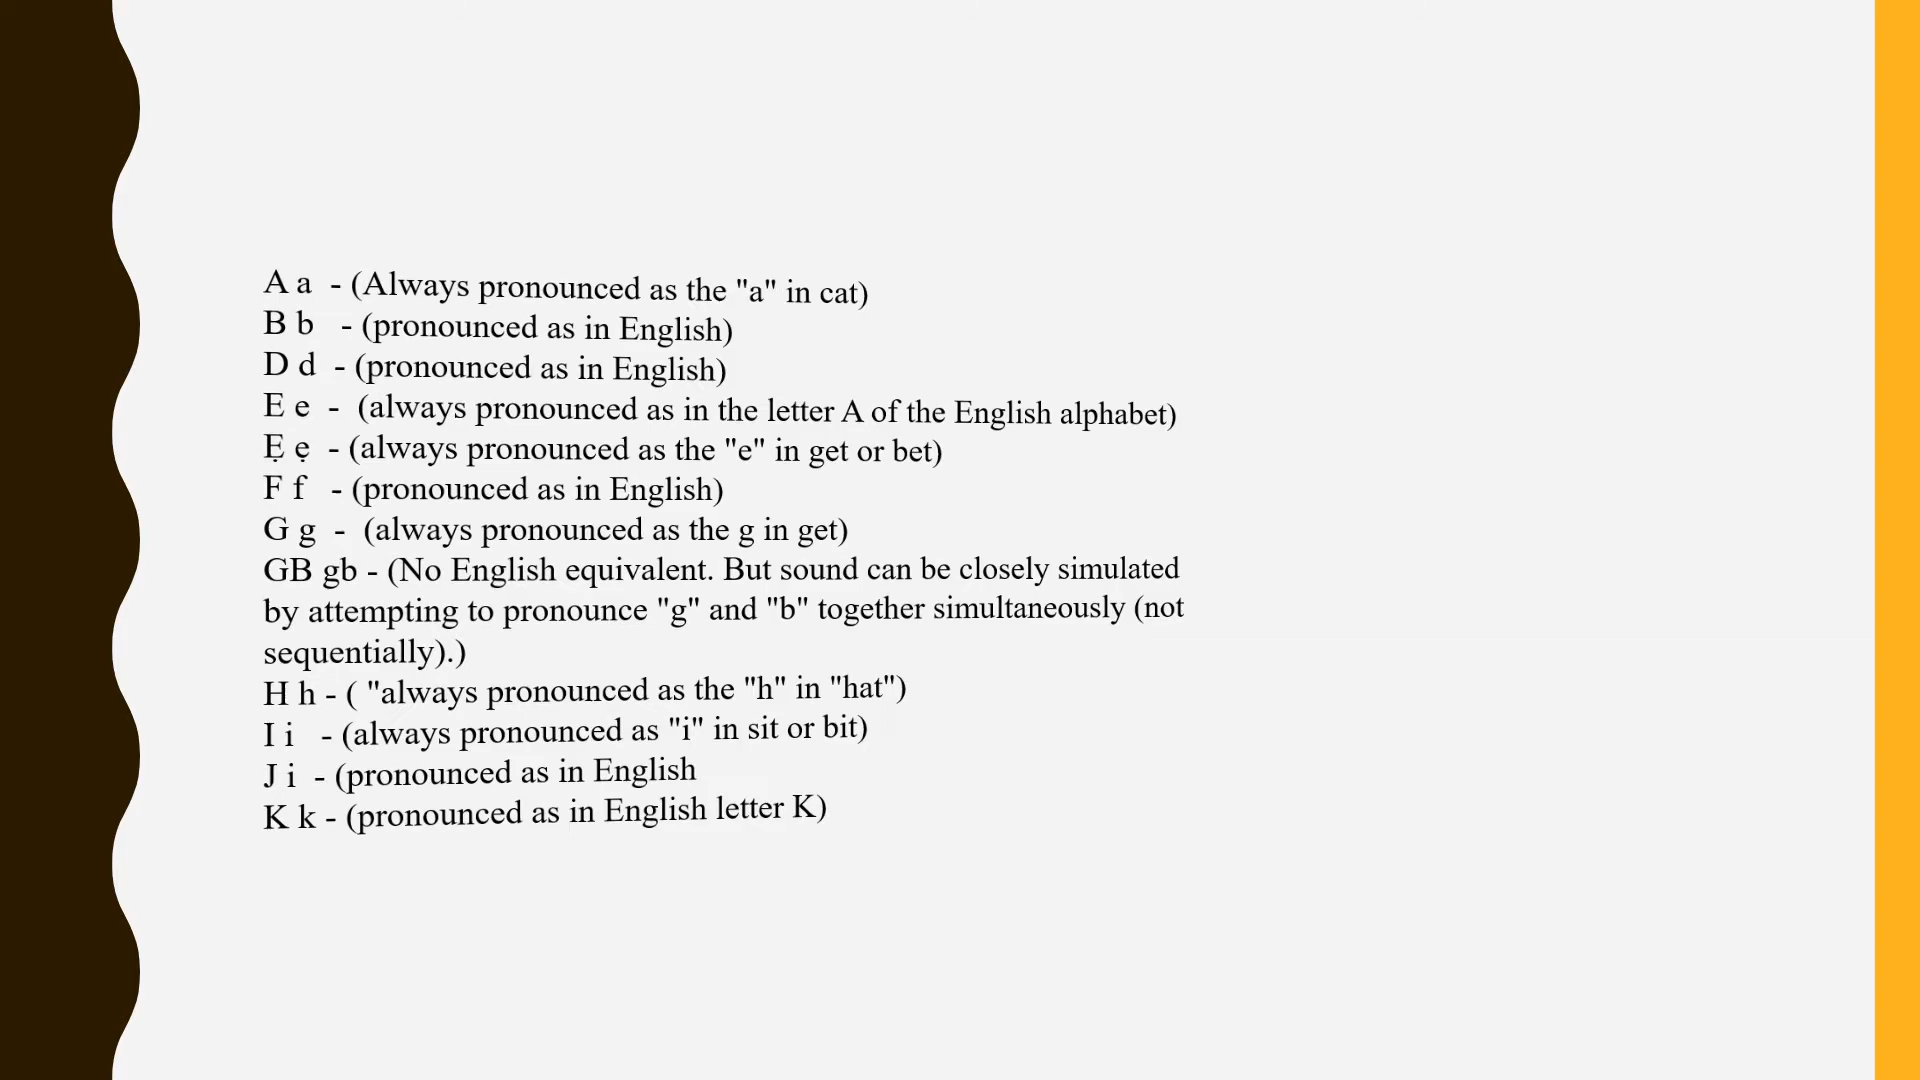 A a - (Always pronounced as the "a" in cat)
B b - (pronounced as in English)
D d - (pronounced as in English)
E e - (always pronounced as in the letter A of the English alphabet)
Ẹ ẹ - (always pronounced as the "e" in get or bet)
F f - (pronounced as in English)
G g - (always pronounced as the g in get)
GB gb - (No English equivalent. But sound can be closely simulated
by attempting to pronounce "g" and "b" together simultaneously (not
sequentially).)
H h - ( "always pronounced as the "h" in "hat")
I i - (always pronounced as "i" in sit or bit)
J i - (pronounced as in English
K k - (pronounced as in English letter K)